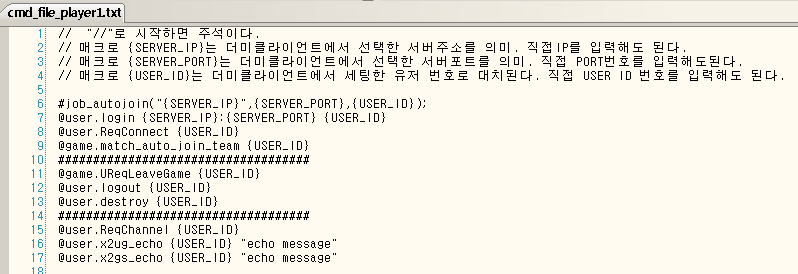 cmd_file_player1.txt
1 // "//"로 시작하면 주석이다.
2 // 매크로 {SERVER_IP}는 더미클라이언트에서 선택한 서버주소를 의미. 직접IP를 입력해도 된다.
3 // 매크로 {SERVER_PORT}는 더미클라이언트에서 선택한 서버포트를 의미. 직접 PORT번호를 입력해도된다.
4 // 매크로 {USER_ID}는 더미클라이언트에서 세팅한 유저 번호로 대치된다. 직접 USER ID 번호를 입력해도 된다.
5
6 #job_autojoin("{SERVER_IP}",{SERVER_PORT},{USER_ID});
7 @user.login {SERVER_IP}:{SERVER_PORT} {USER_ID}
8 @user.ReqConnect {USER_ID}
9 @game.match_auto_join_team {USER_ID}
10 ##################################
11 @game.UReqLeaveGame {USER_ID}
12 @user.logout {USER_ID}
13 @user.destroy {USER_ID}
14 ##################################
15 @user.ReqChannel {USER_ID}
16 @user.x2ug_echo {USER_ID} "echo message"
17 @user.x2gs_echo {USER_ID} "echo message"
18